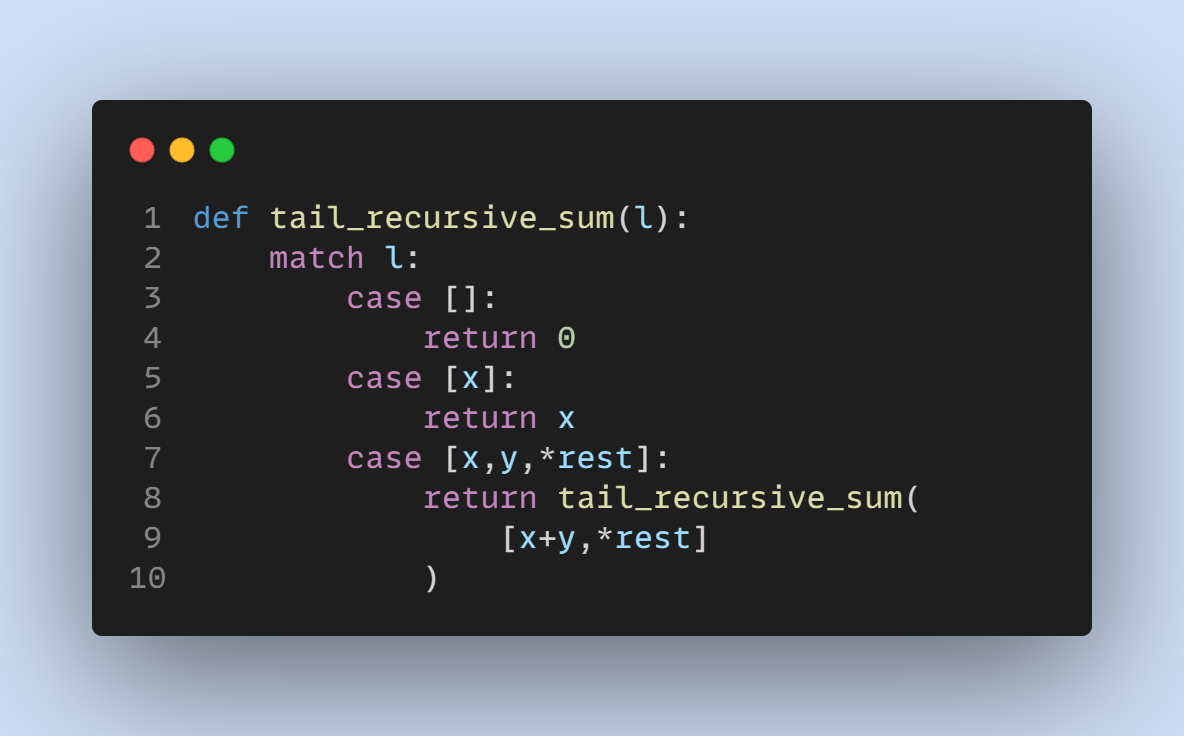 1 def tail_recursive_sum(l):
2     match l:
3         case []:
4             return 0
5         case [x]:
6             return x
7         case [x,y,*rest]:
8             return tail_recursive_sum(
9                 [x+y,*rest]
10             )